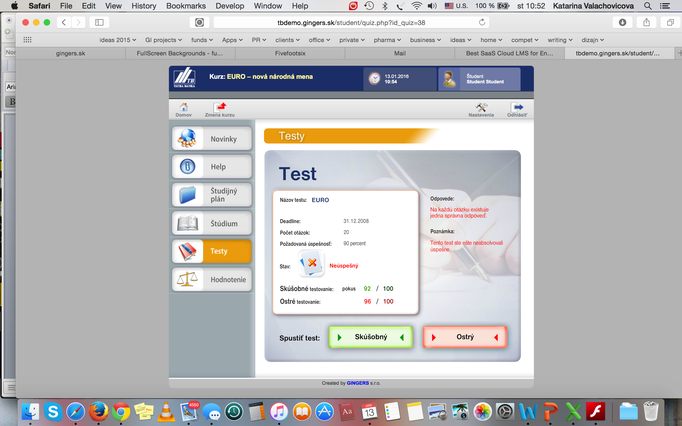 Safari File Edit View History Bookmarks Develop Window Help
U.S. 100 % st 10:52 Katarina Valachovicova
tbdemo.gingers.sk/student/quiz.php?id_quiz=38
ideas 2015 GI projects funds Apps PR clients office private pharma business ideas home compet writing dizajn
gingers.sk FullScreen Backgrounds - fu... Fivefootsix Mail Best SaaS Cloud LMS for En... tbdemo.gingers.sk/student/...
Kurz: EURO – nová národná mena
13.01.2016
10:54
Študent
Student Student
TATRA BANKA
Domov Zmena kurzu Nastavenia Odhlásiť
Novinky
Help
Študijný
plán
Štúdium
Testy
Hodnotenie
Testy
Test
Názov testu: EURO
Deadline: 31.12.2008
Počet otázok: 20
Požadovaná úspešnosť: 90 percent
Stav: Neúspešný
Skúšobné testovanie: pokus 92 / 100
Ostré testovanie: 96 / 100
Odpovede:
Na každú otázku existuje
jedna správna odpoveď.
Poznámka:
Tento test ste ešte neabsolvovali
úspešne.
Spustiť test: Skúšobný Ostrý
Created by GINGERS s.r.o.